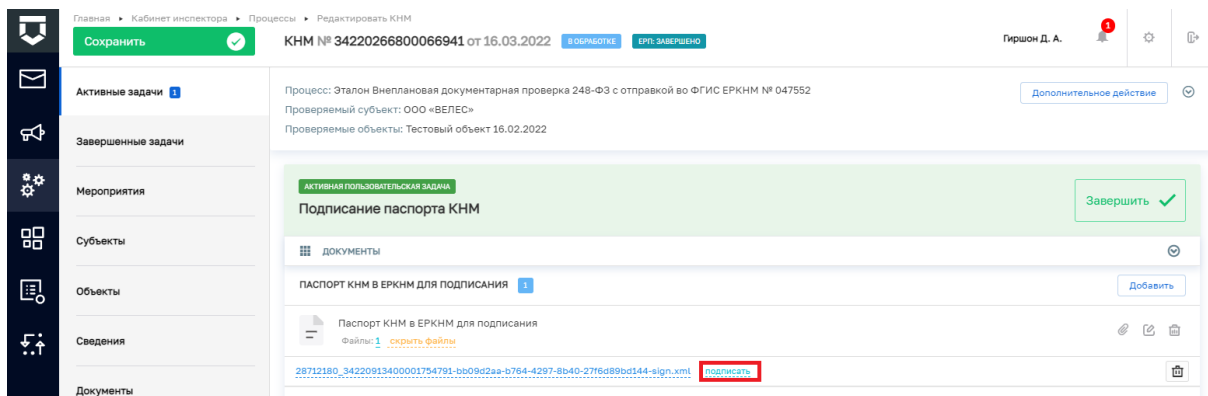 Главная ▸ Кабинет инспектора ▸ Процессы ▸ Редактировать КНМ
Сохранить
КНМ № 34220266800066941 от 16.03.2022 В ОБРАБОТКЕ ЕРП: ЗАВЕРШЕНО
Гиршон Д. А.
1
Активные задачи 1
Завершенные задачи
Мероприятия
Субъекты
Объекты
Сведения
Документы
Процесс: Эталон Внеплановая документарная проверка 248-ФЗ с отправкой во ФГИС ЕРКНМ № 047552
Проверяемый субъект: ООО «ВЕЛЕС»
Проверяемые объекты: Тестовый объект 16.02.2022
Дополнительное действие
АКТИВНАЯ ПОЛЬЗОВАТЕЛЬСКАЯ ЗАДАЧА
Подписание паспорта КНМ
Завершить
ДОКУМЕНТЫ
ПАСПОРТ КНМ В ЕРКНМ ДЛЯ ПОДПИСАНИЯ 1
Добавить
Паспорт КНМ в ЕРКНМ для подписания
Файлы: 1 скрыть файлы
28712180_34220913400001754791-bb09d2aa-b764-4297-8b40-27f6d89bd144-sign.xml подписать